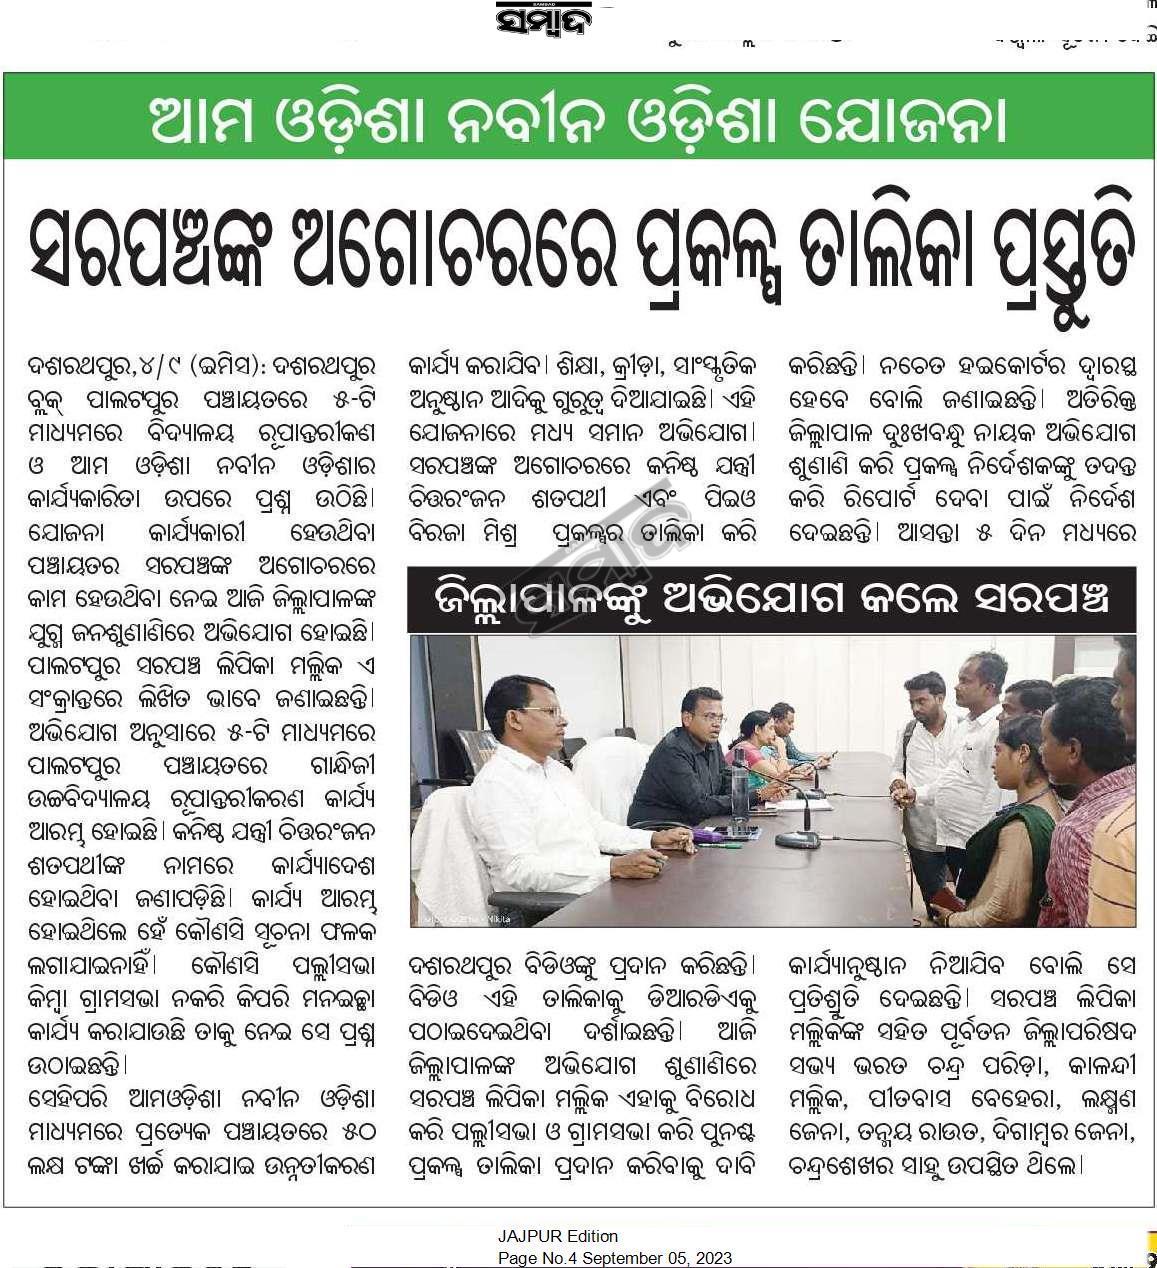 SAMBAD
ସମ୍ବାଦ
ଆମ ଓଡ଼ିଶା ନବୀନ ଓଡ଼ିଶା ଯୋଜନା
ସରପଞ୍ଚଙ୍କ ଅଗୋଚରରେ ପ୍ରକଳ୍ପ ତାଲିକା ପ୍ରସ୍ତୁତି
ଦଶରଥପୁର,୪/୯ (ଇମିସ): ଦଶରଥପୁର
ବ୍ଲକ୍ ପାଲଟପୁର ପଞ୍ଚାୟତରେ ୫-ଟି
ମାଧ୍ୟମରେ ବିଦ୍ୟାଳୟ ରୂପାନ୍ତରୀକଣ
ଓ ଆମ ଓଡ଼ିଶା ନବୀନ ଓଡ଼ିଶାର
କାର୍ଯ୍ୟକାରିତା ଉପରେ ପ୍ରଶ୍ନ ଉଠିଛି।
ଯୋଜନା କାର୍ଯ୍ୟକାରୀ ହେଉଥିବା
ପଞ୍ଚାୟତର ସରପଞ୍ଚଙ୍କ ଅଗୋଚରରେ
କାମ ହେଉଥିବା ନେଇ ଆଜି ଜିଲ୍ଲାପାଳଙ୍କ
ଯୁଗ୍ମ ଜନଶୁଣାଣିରେ ଅଭିଯୋଗ ହୋଇଛି।
ପାଲଟପୁର ସରପଞ୍ଚ ଲିପିକା ମଲ୍ଲିକ ଏ
ସଂକ୍ରାନ୍ତରେ ଲିଖିତ ଭାବେ ଜଣାଇଛନ୍ତି।
ଅଭିଯୋଗ ଅନୁସାରେ ୫-ଟି ମାଧ୍ୟମରେ
ପାଲଟପୁର ପଞ୍ଚାୟତରେ ଗାନ୍ଧିଜୀ
ଉଚ୍ଚବିଦ୍ୟାଳୟ ରୂପାନ୍ତରୀକରଣ କାର୍ଯ୍ୟ
ଆରମ୍ଭ ହୋଇଛି। କନିଷ୍ଠ ଯନ୍ତ୍ରୀ ଚିତ୍ତରଂଜନ
ଶତପଥୀଙ୍କ ନାମରେ କାର୍ଯ୍ୟାଦେଶ
ହୋଇଥିବା ଜଣାପଡ଼ିଛି। କାର୍ଯ୍ୟ ଆରମ୍ଭ
ହୋଇଥିଲେ ହେଁ କୌଣସି ସୂଚନା ଫଳକ
ଲଗାଯାଇନାହିଁ। କୌଣସି ପଲ୍ଲୀସଭା
କିମ୍ବା ଗ୍ରାମସଭା ନକରି କିପରି ମନଇଚ୍ଛା
କାର୍ଯ୍ୟ କରାଯାଉଛି ତାକୁ ନେଇ ସେ ପ୍ରଶ୍ନ
ଉଠାଇଛନ୍ତି।
ସେହିପରି ଆମଓଡ଼ିଶା ନବୀନ ଓଡ଼ିଶା
ମାଧ୍ୟମରେ ପ୍ରତ୍ୟେକ ପଞ୍ଚାୟତରେ ୫୦
ଲକ୍ଷ ଟଙ୍କା ଖର୍ଚ୍ଚ କରାଯାଇ ଉନ୍ନତୀକରଣ
କାର୍ଯ୍ୟ କରାଯିବ। ଶିକ୍ଷା, କ୍ରୀଡ଼ା, ସାଂସ୍କୃତିକ
ଅନୁଷ୍ଠାନ ଆଦିକୁ ଗୁରୁତ୍ୱ ଦିଆଯାଇଛି। ଏହି
ଯୋଜନାରେ ମଧ୍ୟ ସମାନ ଅଭିଯୋଗ।
ସରପଞ୍ଚଙ୍କ ଅଗୋଚରରେ କନିଷ୍ଠ ଯନ୍ତ୍ରୀ
ଚିତ୍ତରଂଜନ ଶତପଥୀ ଏବଂ ପିଇଓ
ବିରଜା ମିଶ୍ର ପ୍ରକଳ୍ପର ତାଲିକା କରି
କରିଛନ୍ତି। ନଚେତ ହାଇକୋର୍ଟର ଦ୍ୱାରସ୍ଥ
ହେବେ ବୋଲି ଜଣାଇଛନ୍ତି। ଅତିରିକ୍ତ
ଜିଲ୍ଲାପାଳ ଦୁଃଖବନ୍ଧୁ ନାୟକ ଅଭିଯୋଗ
ଶୁଣାଣି କରି ପ୍ରକଳ୍ପ ନିର୍ଦେଶକଙ୍କୁ ତଦନ୍ତ
କରି ରିପୋର୍ଟ ଦେବା ପାଇଁ ନିର୍ଦେଶ
ଦେଇଛନ୍ତି। ଆସନ୍ତା ୫ ଦିନ ମଧ୍ୟରେ
ସମ୍ବାଦ
ଜିଲ୍ଲାପାଳଙ୍କୁ ଅଭିଯୋଗ କଲେ ସରପଞ୍ଚ
ଦଶରଥପୁର ବିଡିଓଙ୍କୁ ପ୍ରଦାନ କରିଛନ୍ତି।
ବିଡିଓ ଏହି ତାଲିକାକୁ ଡିଆରଡିଏକୁ
ପଠାଇଦେଇଥିବା ଦର୍ଶାଇଛନ୍ତି। ଆଜି
ଜିଲ୍ଲାପାଳଙ୍କ ଅଭିଯୋଗ ଶୁଣାଣିରେ
ସରପଞ୍ଚ ଲିପିକା ମଲ୍ଲିକ ଏହାକୁ ବିରୋଧ
କରି ପଲ୍ଲୀସଭା ଓ ଗ୍ରାମସଭା କରି ପୁନଶ୍ଚ
ପ୍ରକଳ୍ପ ତାଲିକା ପ୍ରଦାନ କରିବାକୁ ଦାବି
କାର୍ଯ୍ୟାନୁଷ୍ଠାନ ନିଆଯିବ ବୋଲି ସେ
ପ୍ରତିଶ୍ରୁତି ଦେଇଛନ୍ତି। ସରପଞ୍ଚ ଲିପିକା
ମଲ୍ଲିକଙ୍କ ସହିତ ପୂର୍ବତନ ଜିଲ୍ଲାପରିଷଦ
ସଭ୍ୟ ଭରତ ଚନ୍ଦ୍ର ପରିଡ଼ା, କାଳନ୍ଦୀ
ମଲ୍ଲିକ, ପୀତବାସ ବେହେରା, ଲକ୍ଷ୍ମଣ
ଜେନା, ତନ୍ମୟ ରାଉତ, ଦିଗାମ୍ବର ଜେନା,
ଚନ୍ଦ୍ରଶେଖର ସାହୁ ଉପସ୍ଥିତ ଥିଲେ।
JAJPUR Edition
Page No.4 September 05, 2023